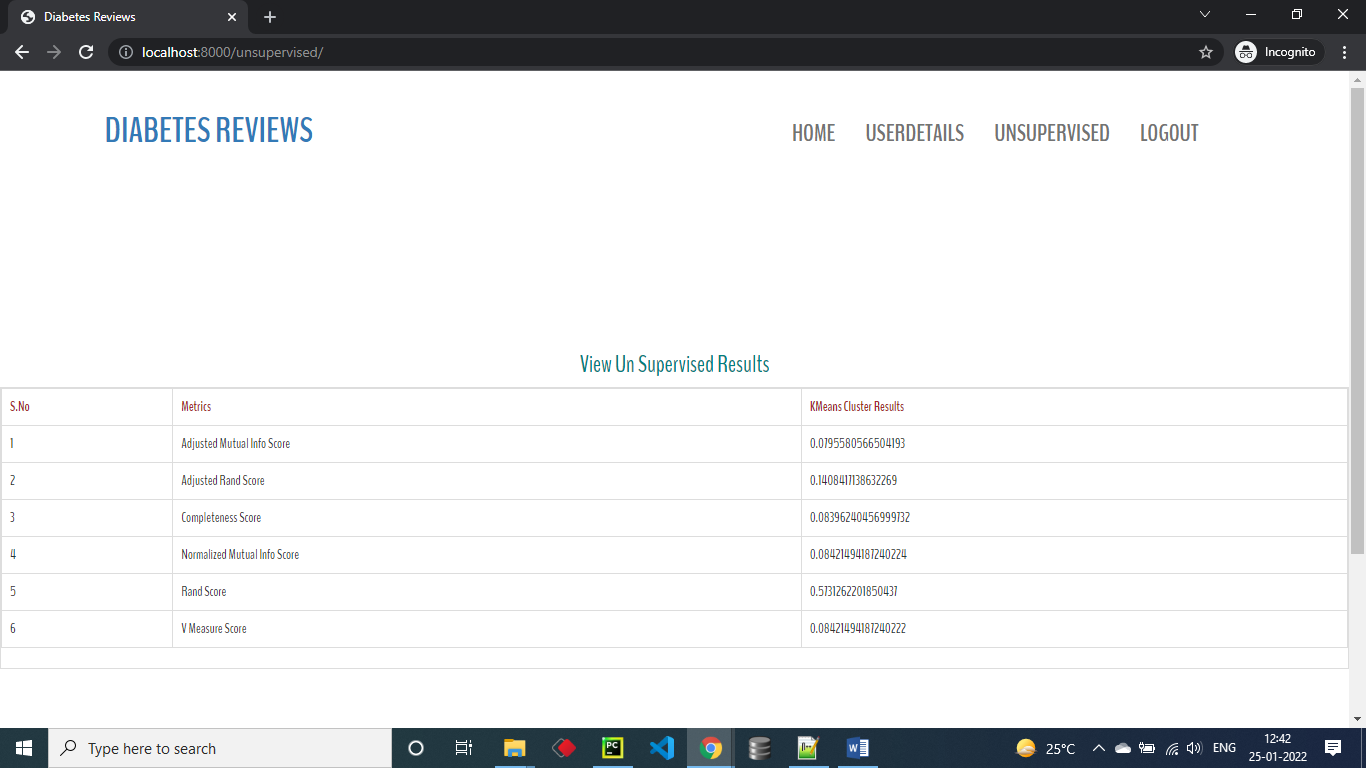 Diabetes Reviews
localhost:8000/unsupervised/
Incognito
DIABETES REVIEWS
HOME USERDETAILS UNSUPERVISED LOGOUT
View Un Supervised Results
S.No Metrics KMeans Cluster Results
1 Adjusted Mutual Info Score 0.0795580566504193
2 Adjusted Rand Score 0.1408417138632269
3 Completeness Score 0.08396240456999732
4 Normalized Mutual Info Score 0.08421494187240224
5 Rand Score 0.5731262201850437
6 V Measure Score 0.08421494187240222
Type here to search
PC
25°C
ENG
12:42
25-01-2022